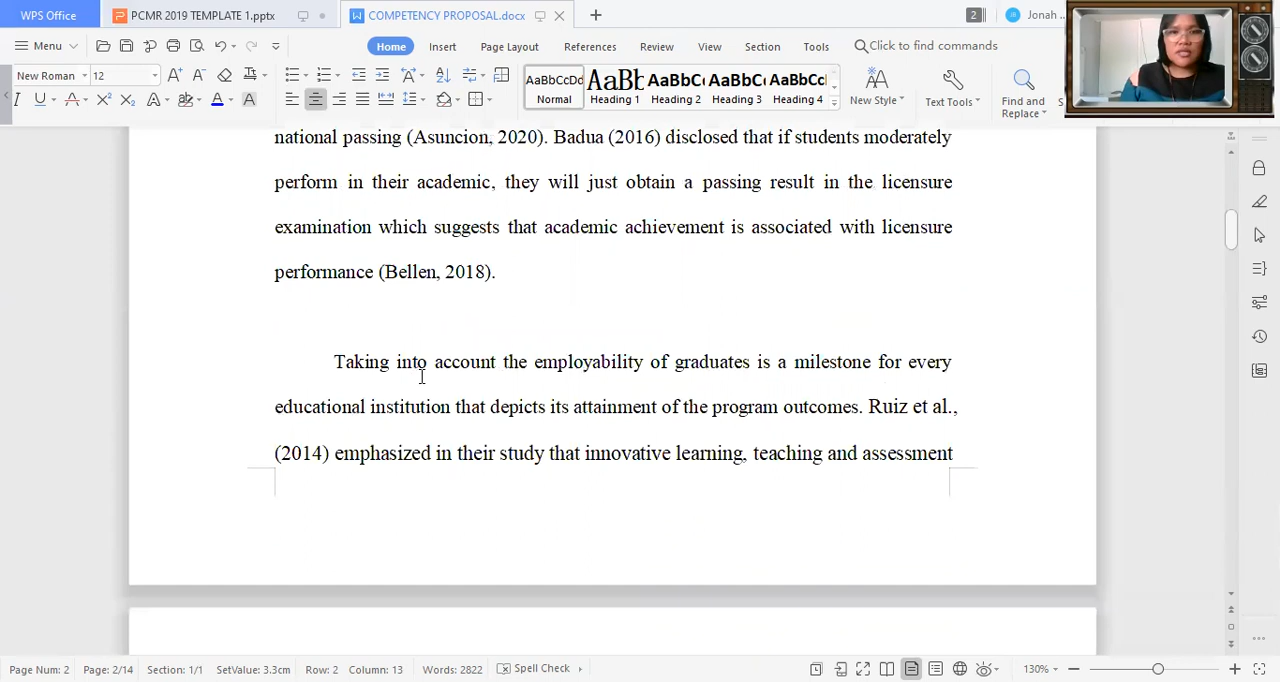 WPS Office
PCMR 2019 TEMPLATE 1.pptx
COMPETENCY PROPOSAL.docx
2
Jonah
Menu
Home
Insert
Page Layout
References
Review
View
Section
Tools
Click to find commands
New Roman
12
AaBbCcDd
Normal
AaBb
Heading 1
AaBbC
Heading 2
AaBbC
Heading 3
AaBbC
Heading 4
New Style
Text Tools
Find and
Replace
national passing (Asuncion, 2020). Badua (2016) disclosed that if students moderately
perform in their academic, they will just obtain a passing result in the licensure
examination which suggests that academic achievement is associated with licensure
performance (Bellen, 2018).
Taking into account the employability of graduates is a milestone for every
educational institution that depicts its attainment of the program outcomes. Ruiz et al.,
(2014) emphasized in their study that innovative learning, teaching and assessment
Page Num: 2
Page: 2/14
Section: 1/1
SetValue: 3.3cm
Row: 2
Column: 13
Words: 2822
Spell Check
130%